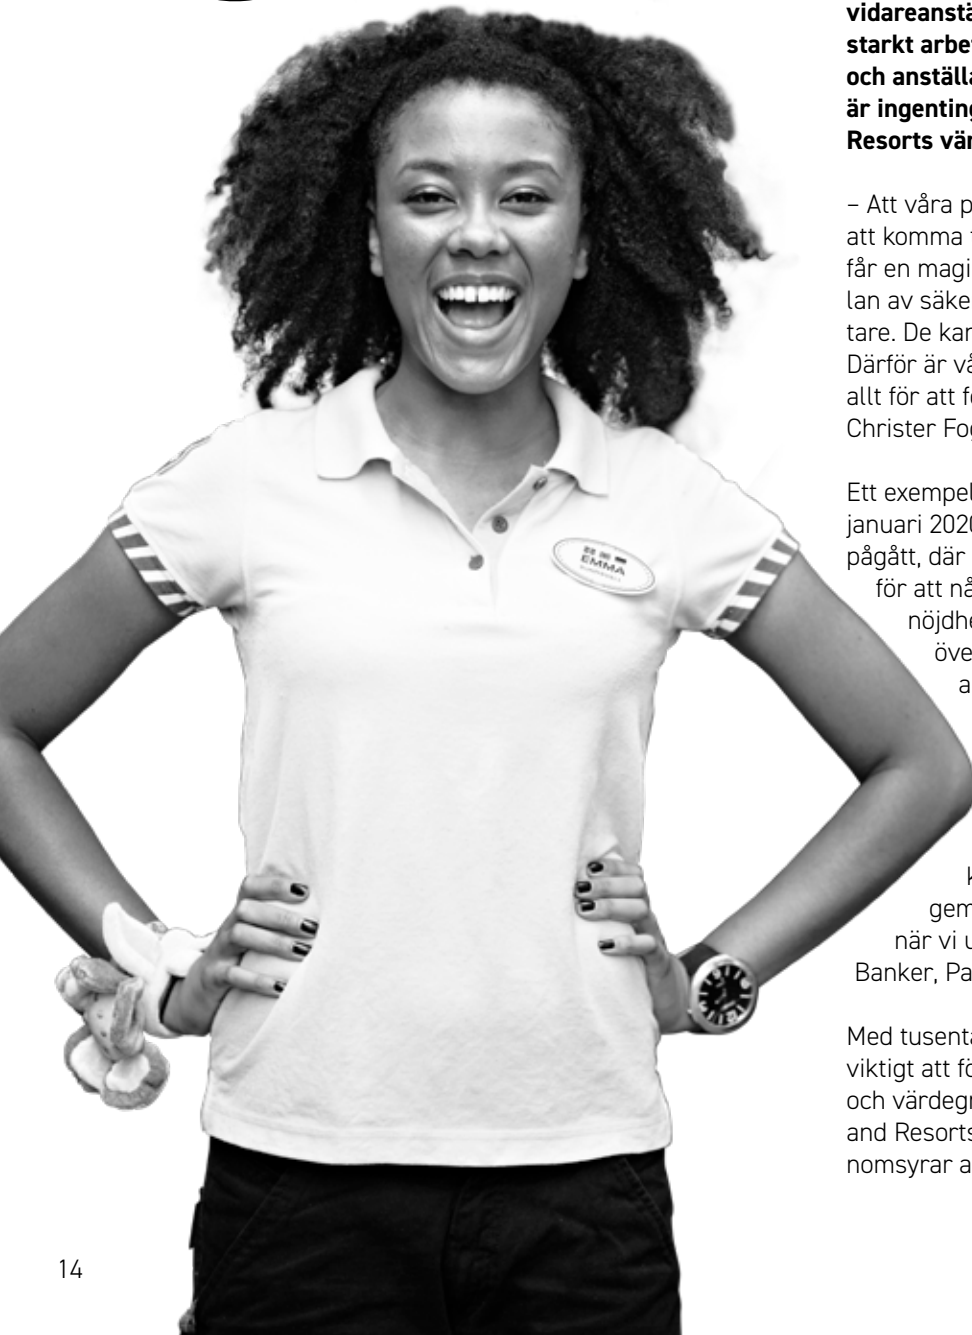 EMMA
vidareanstä
starkt arbe
och anställa
är ingenting
Resorts vär
– Att våra p
att komma
får en magi
lan av säke
tare. De kan
Därför är vå
allt för att fö
Christer Fog
Ett exempel
januari 2020
pågått, där
för att nå
nöjdhe
öve
a
k
gem
när vi u
Banker, Pa
Med tusenta
viktigt att fö
och värdegr
and Resorts
nomsyrar a
14